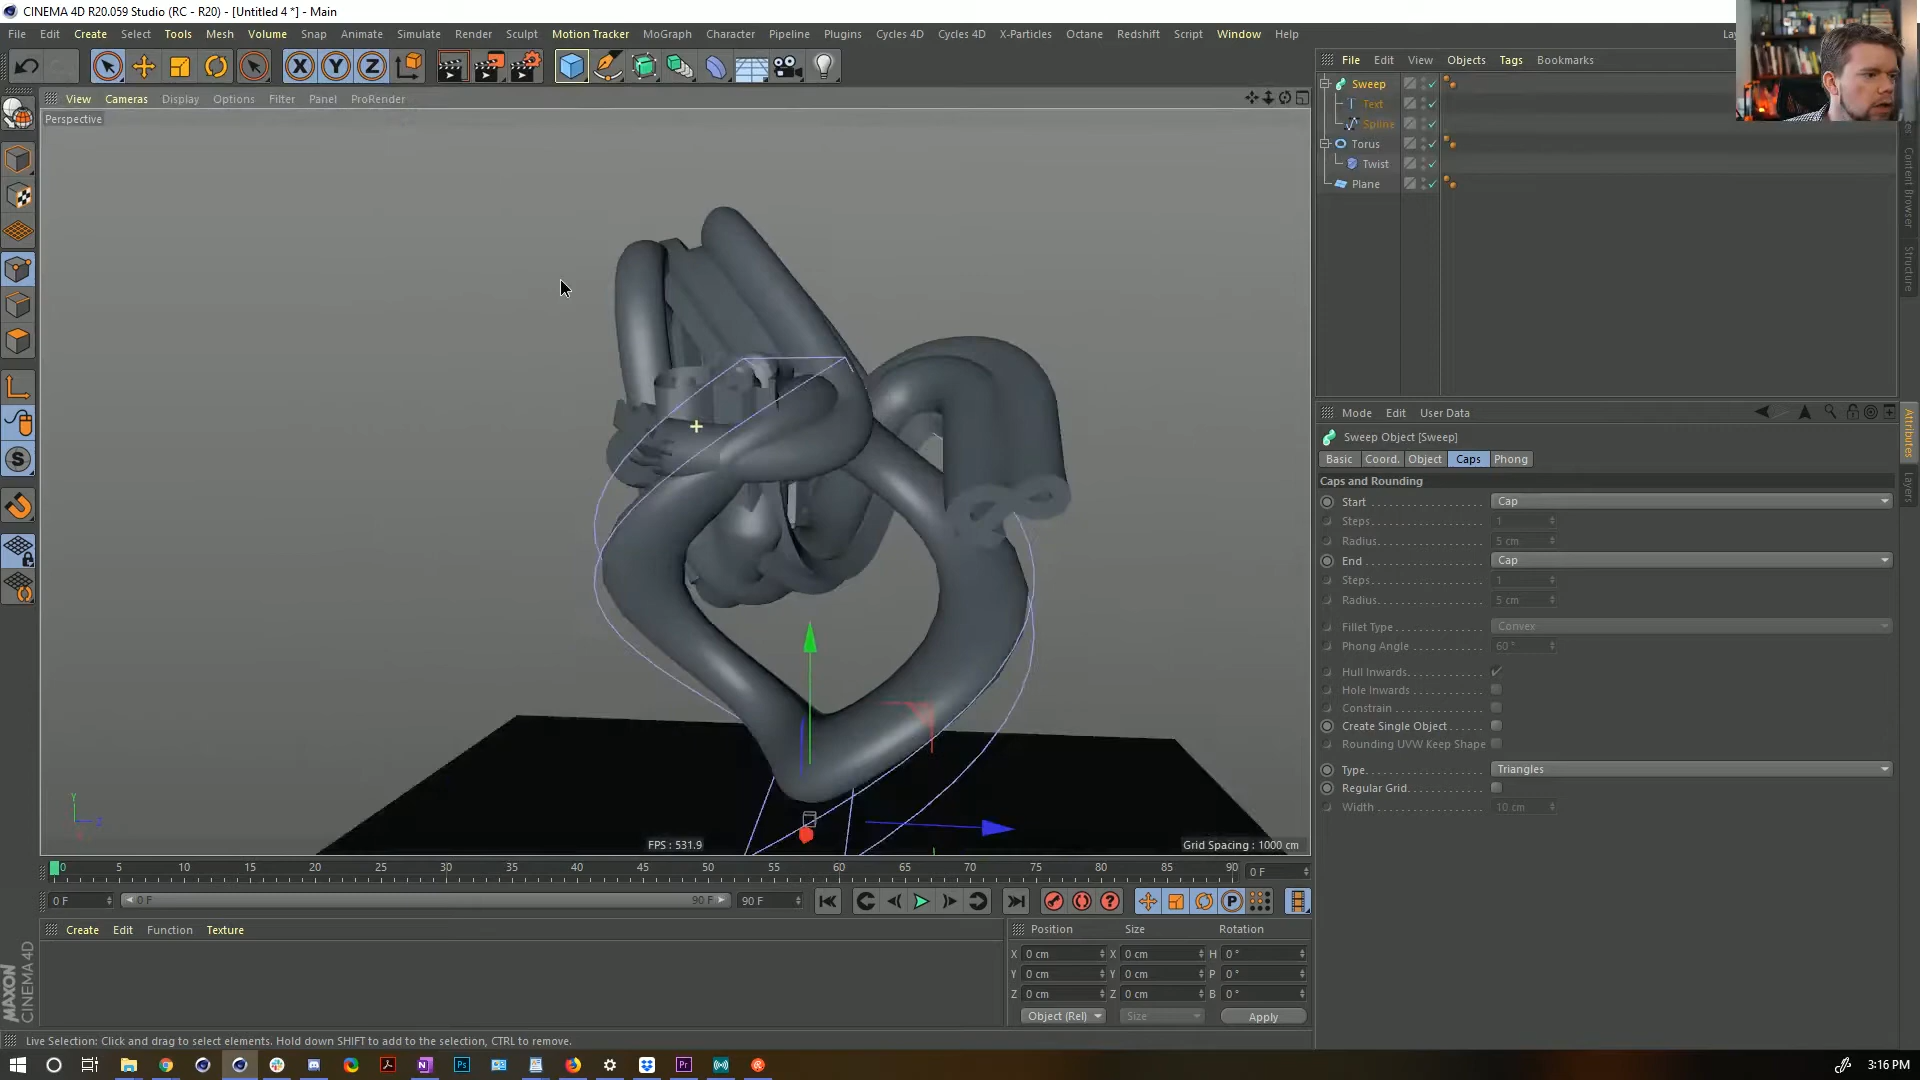 CINEMA 4D R20.059 Studio (RC - R20) - [Untitled 4 *] - Main
File Edit Create Select Tools Mesh Volume Snap Animate Simulate Render Sculpt Motion Tracker MoGraph Character Pipeline Plugins Cycles 4D Cycles 4D X-Particles Octane Redshift Script Window Help
File Edit View Objects Tags Bookmarks
View Cameras Display Options Filter Panel ProRender
Perspective
Sweep
Text
Spline
Torus
Twist
Plane
Content Browser
Structure
Mode Edit User Data
Sweep Object [Sweep]
Basic Coord. Object Caps Phong
Caps and Rounding
Start Cap
Steps 1
Radius 5 cm
End Cap
Steps 1
Radius 5 cm
Fillet Type Convex
Phong Angle 60 °
Hull Inwards
Hole Inwards
Constrain
Create Single Object
Rounding UVW Keep Shape
Type Triangles
Regular Grid
Width 10 cm
Attributes
Layers
Y
Z
FPS : 531.9
Grid Spacing : 1000 cm
0 5 10 15 20 25 30 35 40 45 50 55 60 65 70 75 80 85 90 0 F
0 F 0 F 90 F 90 F
Create Edit Function Texture
Position Size Rotation
X 0 cm X 0 cm H 0 °
Y 0 cm Y 0 cm P 0 °
Z 0 cm Z 0 cm B 0 °
Object (Rel) Size Apply
MAXON
CINEMA 4D
Live Selection: Click and drag to select elements. Hold down SHIFT to add to the selection, CTRL to remove.
3:16 PM